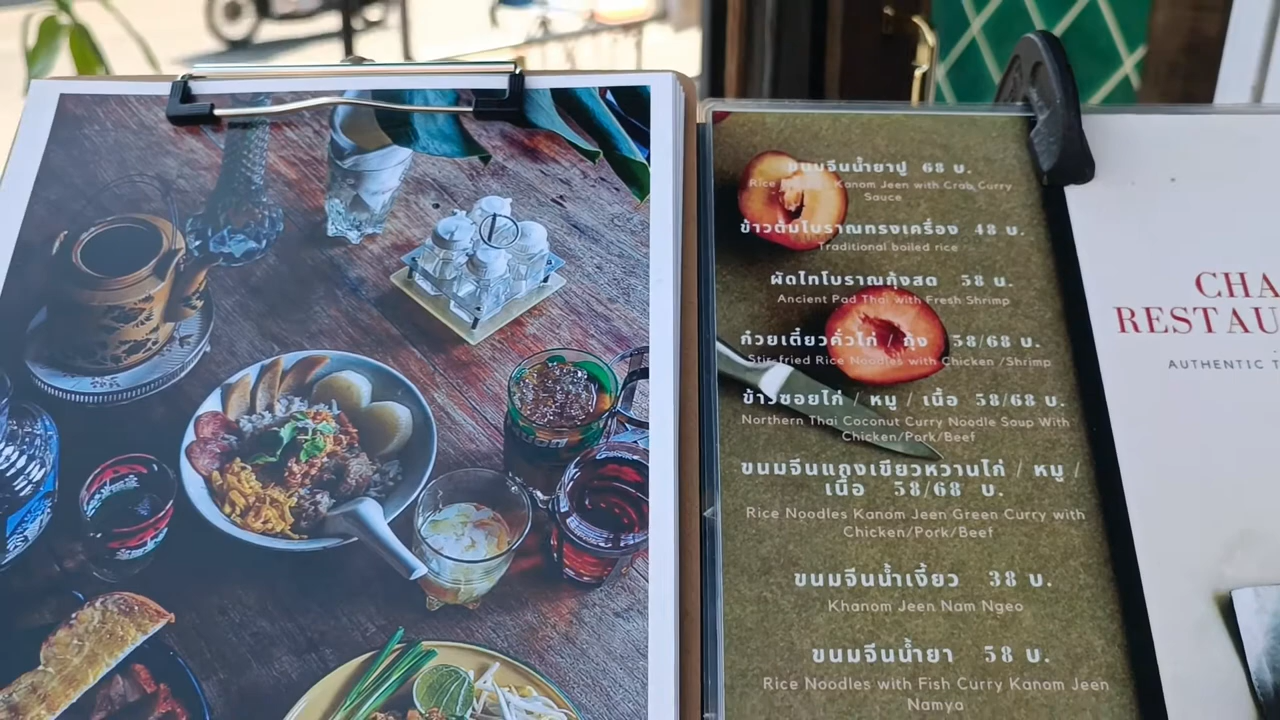 ขนมจีนน้ำยาปู 68 บ.
Rice Kanom Jeen with Crab Curry
Sauce
ข้าวต้มโบราณทรงเครื่อง 48 บ.
Traditional boiled rice
ผัดไทโบราณกุ้งสด 58 บ.
Ancient Pad Thai with Fresh Shrimp
ก๋วยเตี๋ยวคั่วไก่ / กุ้ง 58/68 บ.
Stir-fried Rice Noodles with Chicken /Shrimp
ข้าวซอยไก่ / หมู / เนื้อ 58/68 บ.
Northern Thai Coconut Curry Noodle Soup With
Chicken/Pork/Beef
ขนมจีนแกงเขียวหวานไก่ / หมู /
เนื้อ 58/68 บ.
Rice Noodles Kanom Jeen Green Curry with
Chicken/Pork/Beef
ขนมจีนน้ำเงี้ยว 38 บ.
Khanom Jeen Nam Ngeo
ขนมจีนน้ำยา 58 บ.
Rice Noodles with Fish Curry Kanom Jeen
Namya
CHA
RESTAU
AUTHENTIC T